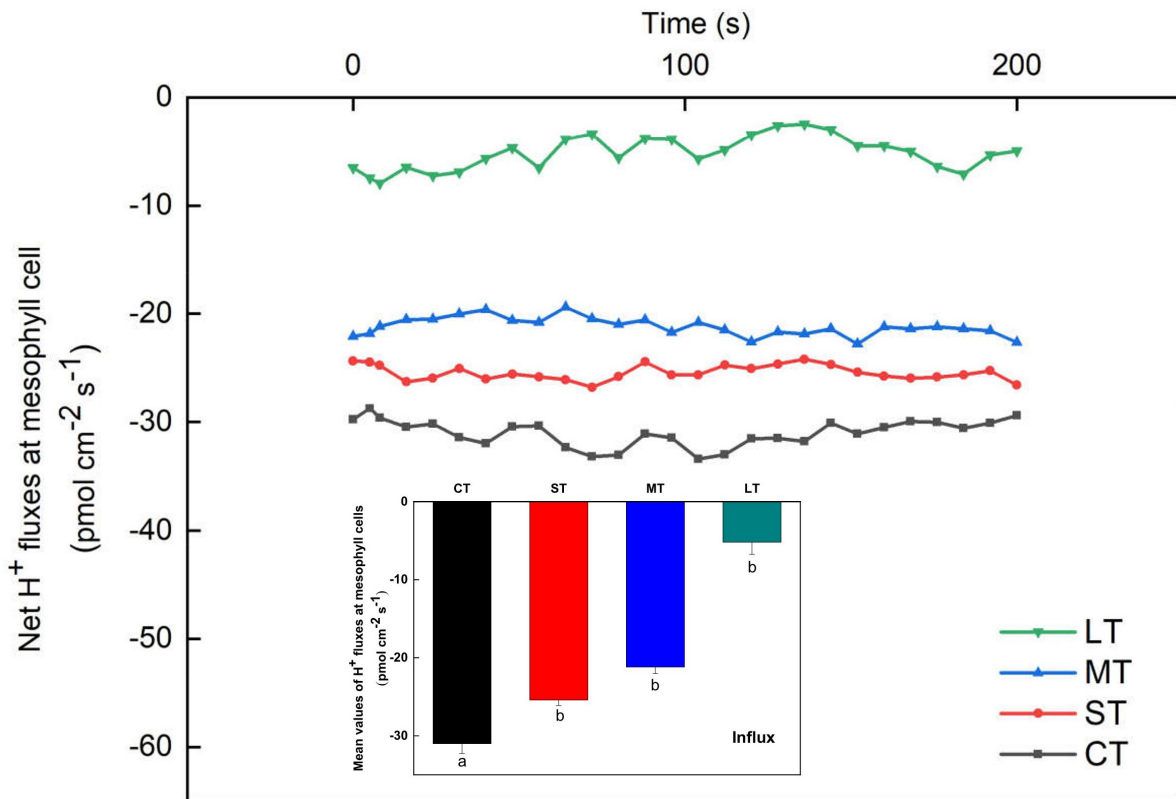 Time (s)
0 100 200
0
-10
-20
-30
-40
-50
-60
Net H⁺ fluxes at mesophyll cell
(pmol cm⁻² s⁻¹)
CT ST MT LT
0
-10
-20
-30
Mean values of H⁺ fluxes at mesophyll cells
(pmol cm⁻² s⁻¹)
a
b
b
b
Influx
LT
MT
ST
CT